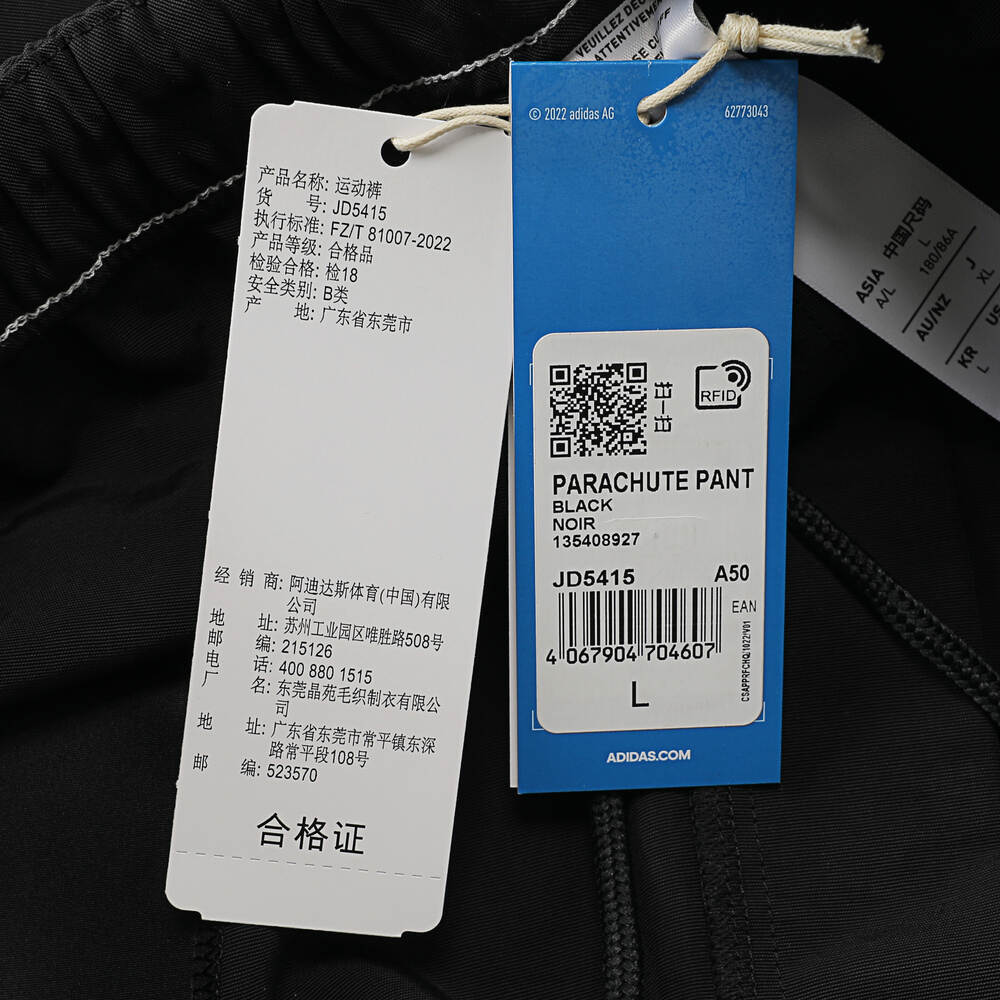 VEUILLEZ DEC
ATTENTIVEME
SE C
© 2022 adidas AG
62773043
产品名称: 运动裤
货 号: JD5415
执行标准: FZ/T 81007-2022
产品等级: 合格品
检验合格: 检18
安全类别: B类
产 地: 广东省东莞市
经 销 商: 阿迪达斯体育(中国)有限
公司
地 址: 苏州工业园区唯胜路508号
邮 编: 215126
电 话: 400 880 1515
厂 名: 东莞晶苑毛织制衣有限公
司
地 址: 广东省东莞市常平镇东深
路常平段108号
邮 编: 523570
合格证
RFID
PARACHUTE PANT
BLACK
NOIR
135408927
JD5415 A50
EAN
4 067904 704607
CSAPPRFCHQ/1022/V01
L
ADIDAS.COM
ASIA 中国尺码
A/L L
180/86A
AU/NZ J
XL
KR US
L